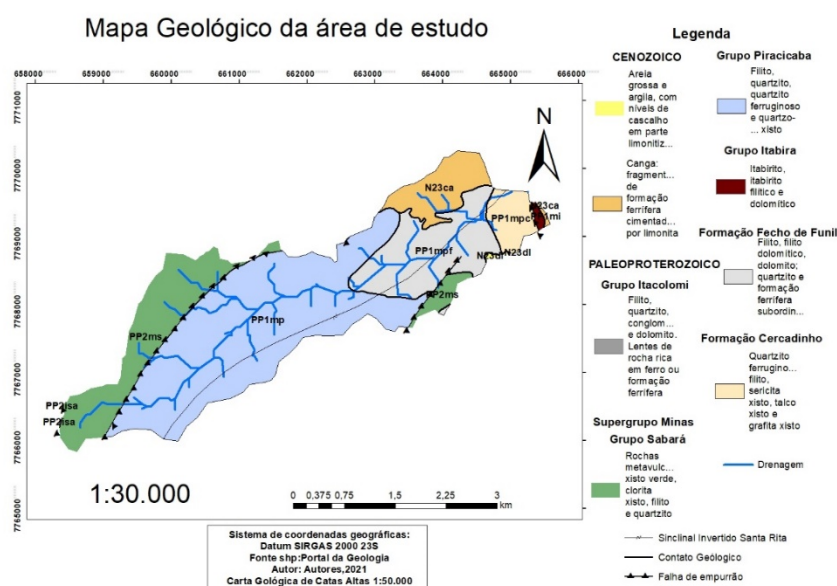 Mapa Geológico da área de estudo
658000 659000 660000 661000 662000 663000 664000 665000 666000
7771000
7770000
7769000
7768000
7767000
7766000
7765000
N
N23ca
N23ca
PP1mpc
PP1mi
PP1mpf
N23dl
N23dl
PP2ms
PP1mp
PP2ms
PP2isa
PP2isa
1:30.000
0 0,375 0,75 1,5 2,25 3
km
Sistema de coordenadas geográficas:
Datum SIRGAS 2000 23S
Fonte shp:Portal da Geologia
Autor: Autores,2021
Carta Gológica de Catas Altas 1:50.000
Legenda
CENOZOICO
Areia
grossa e
argila, com
níveis de
cascalho
em parte
limonitiz...
Canga:
fragment...
de
formação
ferrífera
cimentad...
por limonita
PALEOPROTEROZOICO
Grupo Itacolomi
Filito,
quartzito,
conglom...
e dolomito.
Lentes
de rocha rica
em ferro ou
formação
ferrífera
Supergrupo Minas
Grupo Sabará
Rochas
metavulc...
xisto verde,
clorita
xisto, filito
e quartzito
Grupo Piracicaba
Filito,
quartzito,
quartzito
ferruginoso
e quartzo-
... xisto
Grupo Itabira
Itabirito,
itabirito
filítico e
dolomítico
Formação Fecho de Funil
Filito, filito
dolomítico,
dolomito;
quartzito e
formação
ferrífera
subordin...
Formação Cercadinho
Quartzito
ferrugino...
filito,
sericita
xisto, talco
xisto e
grafita xisto
Drenagem
Sinclinal Invertido Santa Rita
Contato Geológico
Falha de empurrão